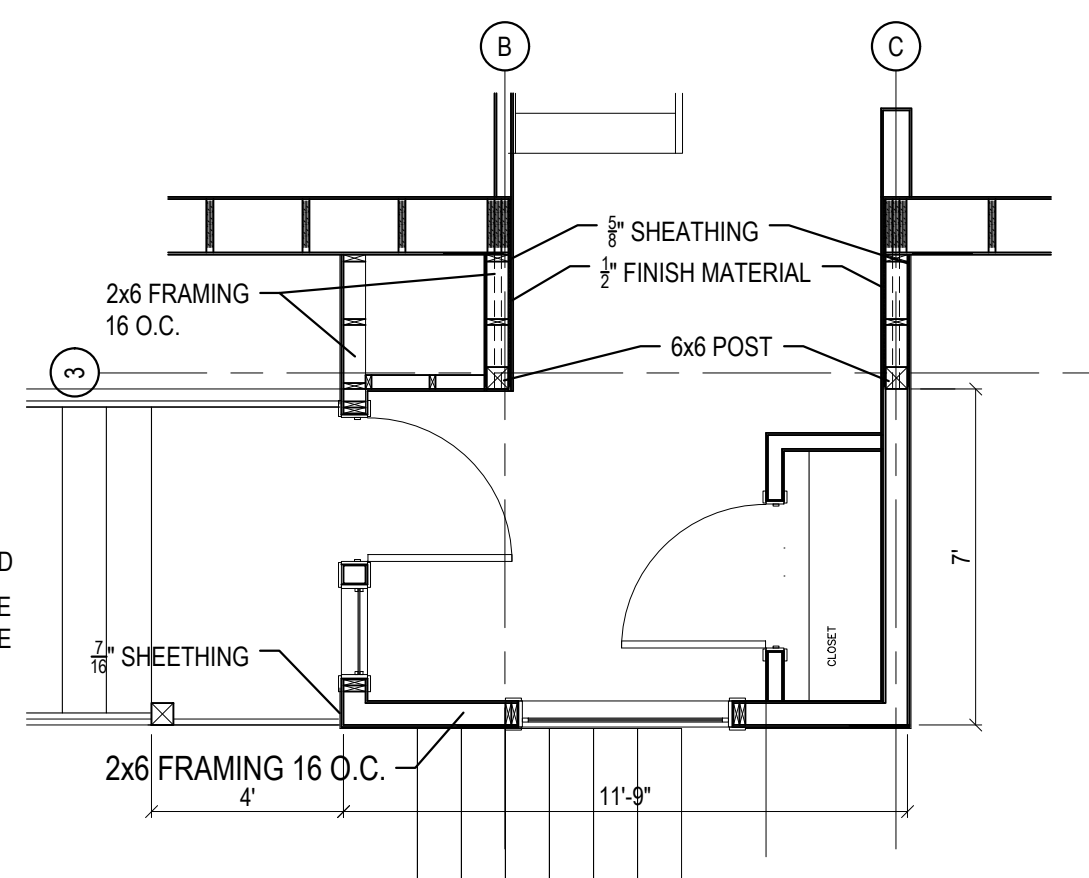 B
C
5/8" SHEATHING
1/2" FINISH MATERIAL
2x6 FRAMING
16 O.C.
6x6 POST
3
D
E
E
7'
CLOSET
7/16" SHEETHING
2x6 FRAMING 16 O.C.
4'
11'-9"